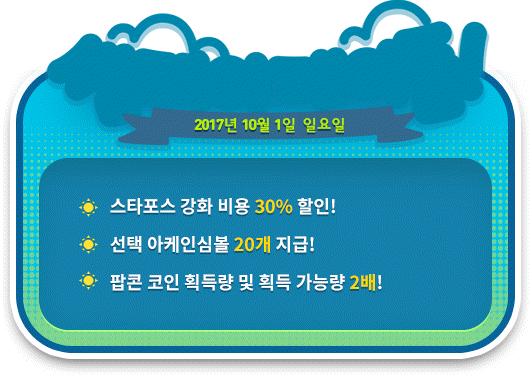 2017년 10월 1일 일요일
스타포스 강화 비용 30% 할인!
선택 아케인심볼 20개 지급!
팝콘 코인 획득량 및 획득 가능량 2배!